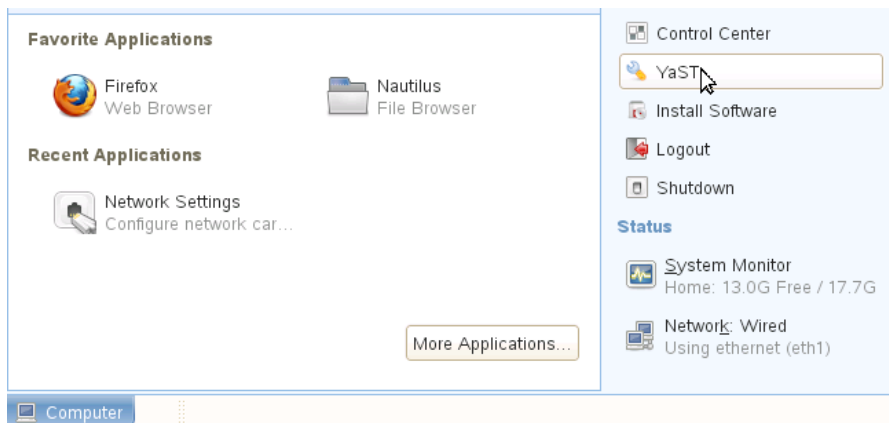 Favorite Applications
Firefox
Web Browser
Nautilus
File Browser
Recent Applications
Network Settings
Configure network car...
More Applications...
Control Center
YaST
Install Software
Logout
Shutdown
Status
System Monitor
Home: 13.0G Free / 17.7G
Network: Wired
Using ethernet (eth1)
Computer